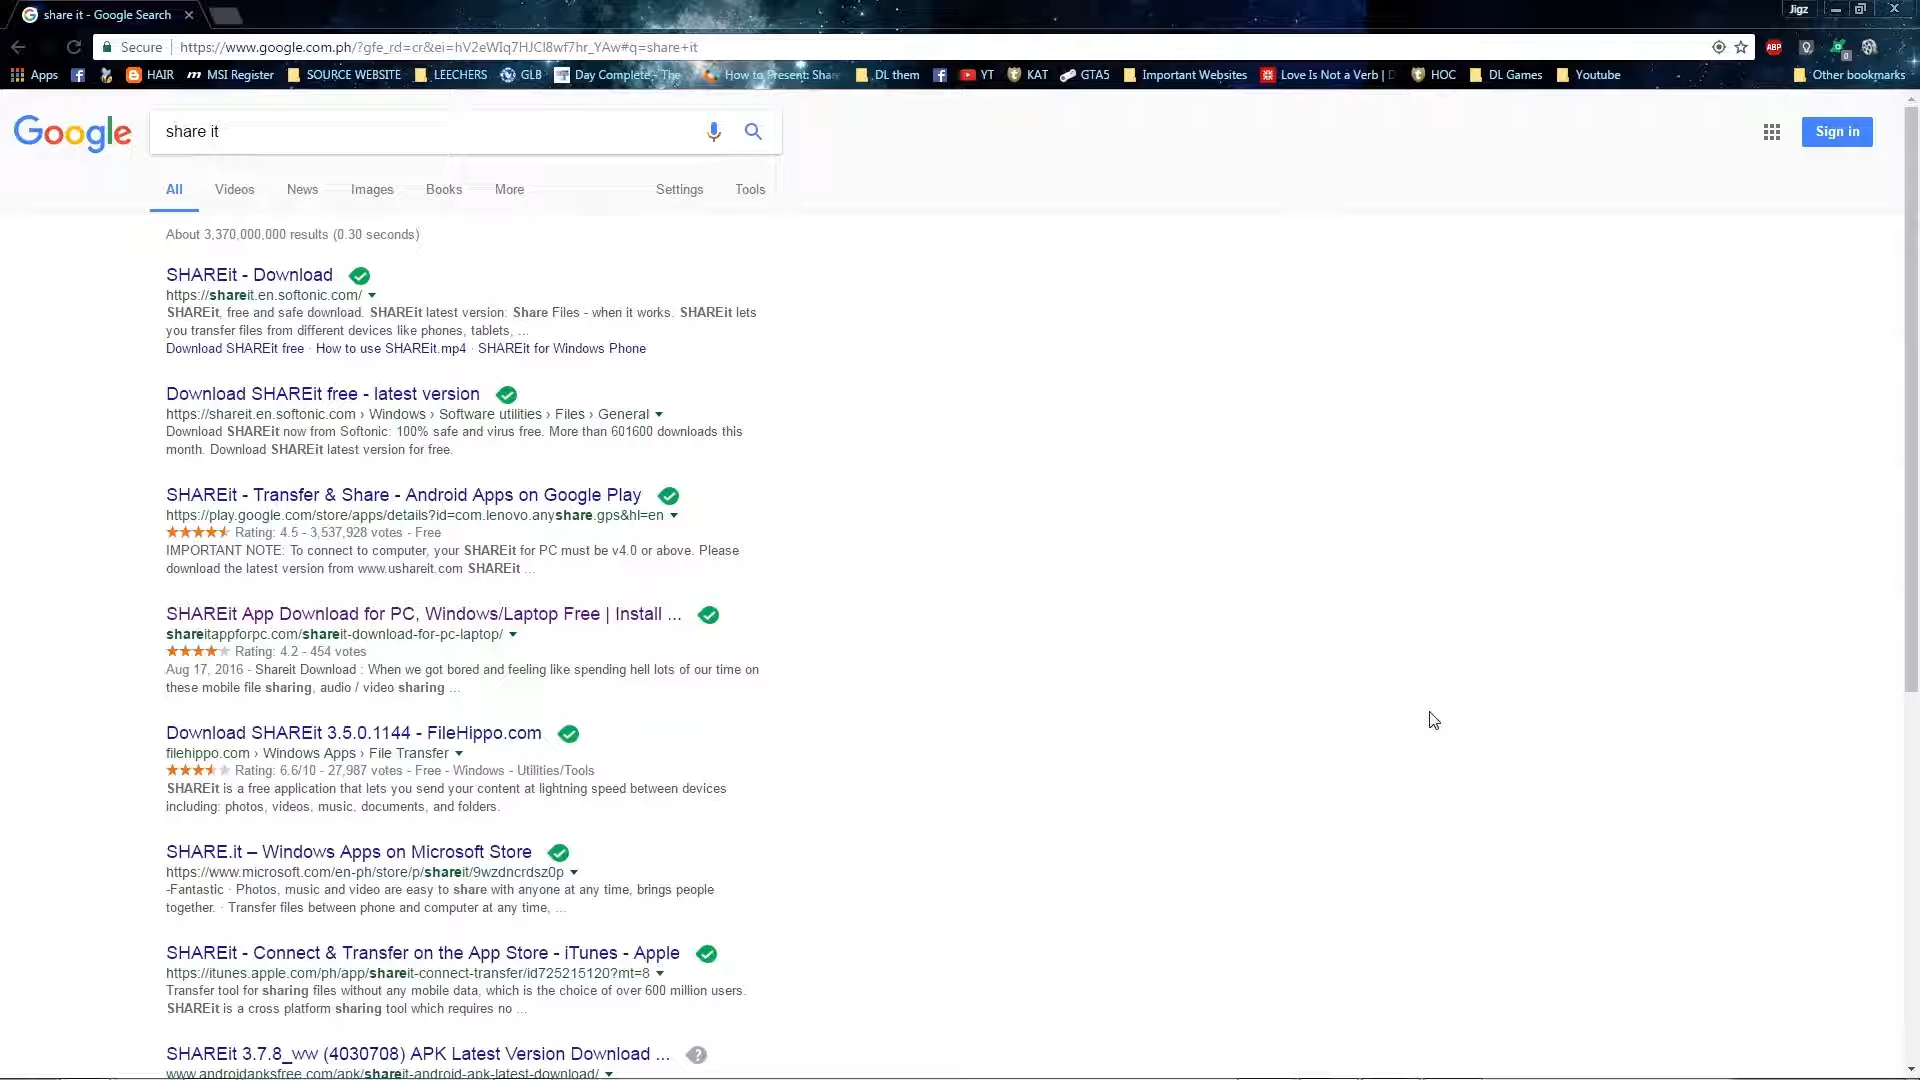 share it - Google Search
Jigz
Secure https://www.google.com.ph/?gfe_rd=cr&ei=hV2eWIq7HJCl8wf7hr_YAw#q=share+it
ABP
Apps HAIR MSI Register SOURCE WEBSITE LEECHERS GLB Day Complete - The How to Present: Shar DL them YT KAT GTA5 Important Websites Love Is Not a Verb | D HOC DL Games Youtube Other bookmarks
Google share it Sign in
All Videos News Images Books More Settings Tools
About 3,370,000,000 results (0.30 seconds)
SHAREit - Download
https://shareit.en.softonic.com/
SHAREit, free and safe download. SHAREit latest version: Share Files - when it works. SHAREit lets
you transfer files from different devices like phones, tablets, ...
Download SHAREit free · How to use SHAREit.mp4 · SHAREit for Windows Phone
Download SHAREit free - latest version
https://shareit.en.softonic.com › Windows › Software utilities › Files › General
Download SHAREit now from Softonic: 100% safe and virus free. More than 601600 downloads this
month. Download SHAREit latest version for free.
SHAREit - Transfer & Share - Android Apps on Google Play
https://play.google.com/store/apps/details?id=com.lenovo.anyshare.gps&hl=en
Rating: 4.5 - 3,537,928 votes - Free
IMPORTANT NOTE: To connect to computer, your SHAREit for PC must be v4.0 or above. Please
download the latest version from www.ushareit.com SHAREit ...
SHAREit App Download for PC, Windows/Laptop Free | Install ...
shareitappforpc.com/shareit-download-for-pc-laptop/
Rating: 4.2 - 454 votes
Aug 17, 2016 - Shareit Download : When we got bored and feeling like spending hell lots of our time on
these mobile file sharing, audio / video sharing ...
Download SHAREit 3.5.0.1144 - FileHippo.com
filehippo.com › Windows Apps › File Transfer
Rating: 6.6/10 - 27,987 votes - Free - Windows - Utilities/Tools
SHAREit is a free application that lets you send your content at lightning speed between devices
including: photos, videos, music, documents, and folders.
SHARE.it – Windows Apps on Microsoft Store
https://www.microsoft.com/en-ph/store/p/shareit/9wzdncrdsz0p
-Fantastic · Photos, music and video are easy to share with anyone at any time, brings people
together. · Transfer files between phone and computer at any time, ...
SHAREit - Connect & Transfer on the App Store - iTunes - Apple
https://itunes.apple.com/ph/app/shareit-connect-transfer/id725215120?mt=8
Transfer tool for sharing files without any mobile data, which is the choice of over 600 million users.
SHAREit is a cross platform sharing tool which requires no ...
SHAREit 3.7.8_ww (4030708) APK Latest Version Download ...
www.androidapksfree.com/apk/shareit-android-apk-latest-download/